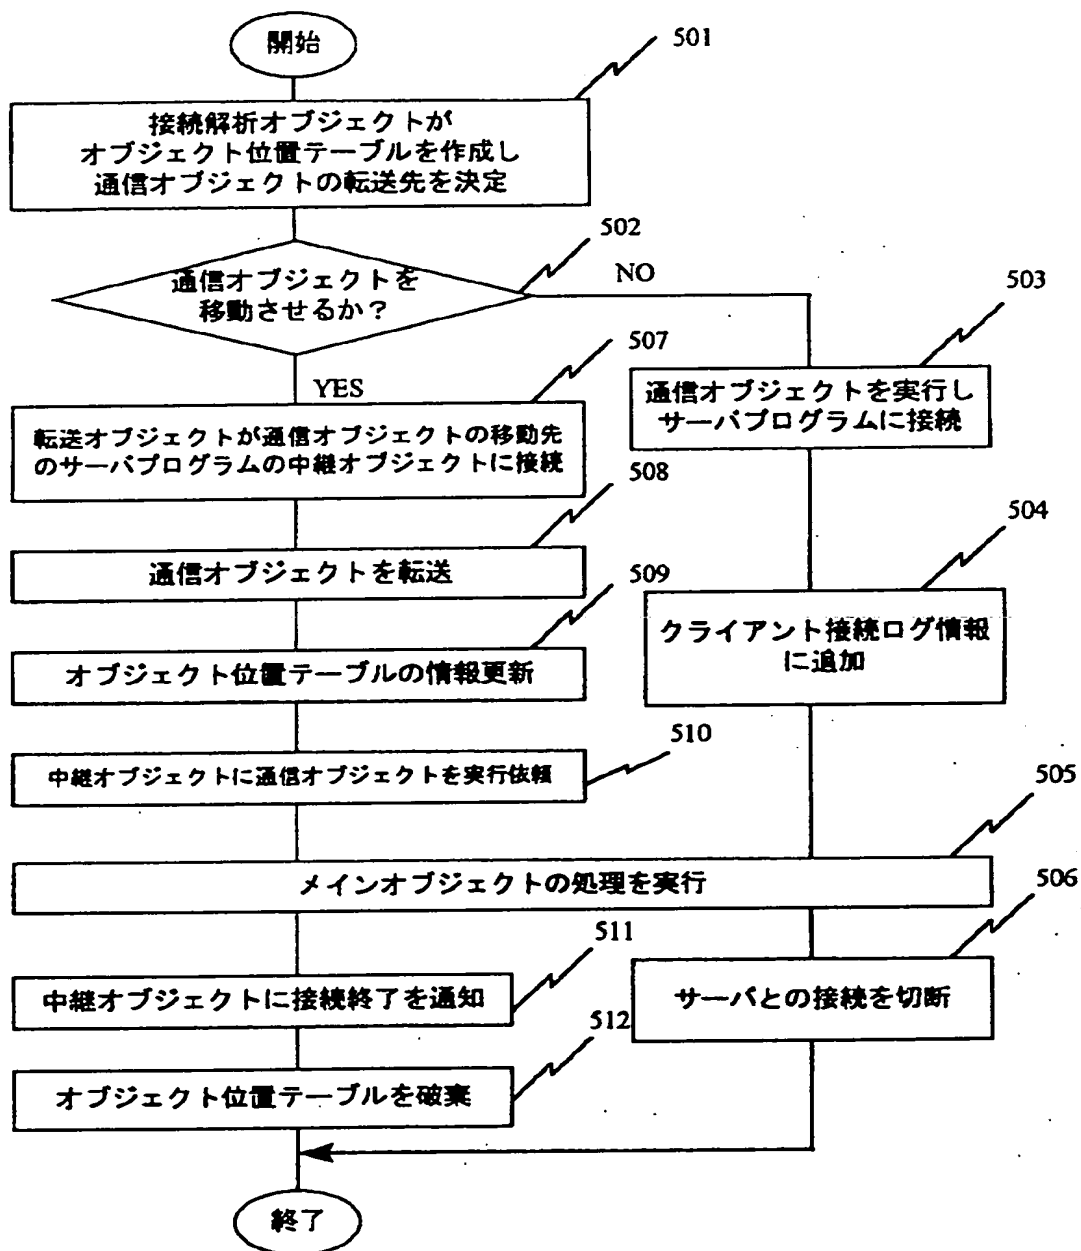 開始
501
接続解析オブジェクトが
オブジェクト位置テーブルを作成し
通信オブジェクトの転送先を決定
502
通信オブジェクトを
移動させるか？
NO
503
通信オブジェクトを実行し
サーバプログラムに接続
504
クライアント接続ログ情報
に追加
YES
507
転送オブジェクトが通信オブジェクトの移動先
のサーバプログラムの中継オブジェクトに接続
508
通信オブジェクトを転送
509
オブジェクト位置テーブルの情報更新
510
中継オブジェクトに通信オブジェクトを実行依頼
505
メインオブジェクトの処理を実行
506
サーバとの接続を切断
511
中継オブジェクトに接続終了を通知
512
オブジェクト位置テーブルを破棄
終了